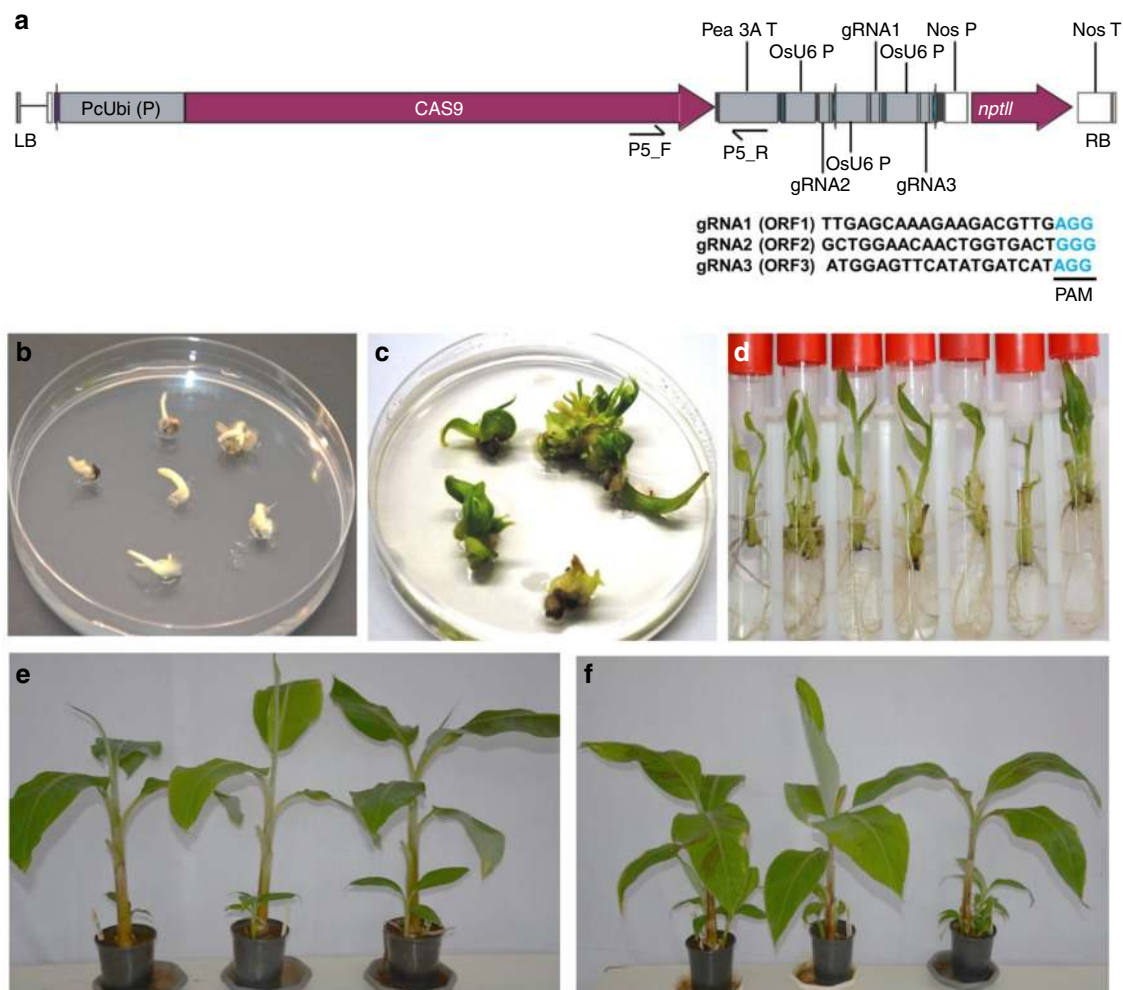 a
Pea 3A T gRNA1 Nos P Nos T
OsU6 P OsU6 P
PcUbi (P) CAS9 nptII
LB P5_F P5_R OsU6 P RB
gRNA2 gRNA3
gRNA1 (ORF1) TTGAGCAAAGAAGACGTTGAGG
gRNA2 (ORF2) GCTGGAACAACTGGTGACTGGG
gRNA3 (ORF3) ATGGAGTTCATATGATCATAGG
PAM
b c d
e f